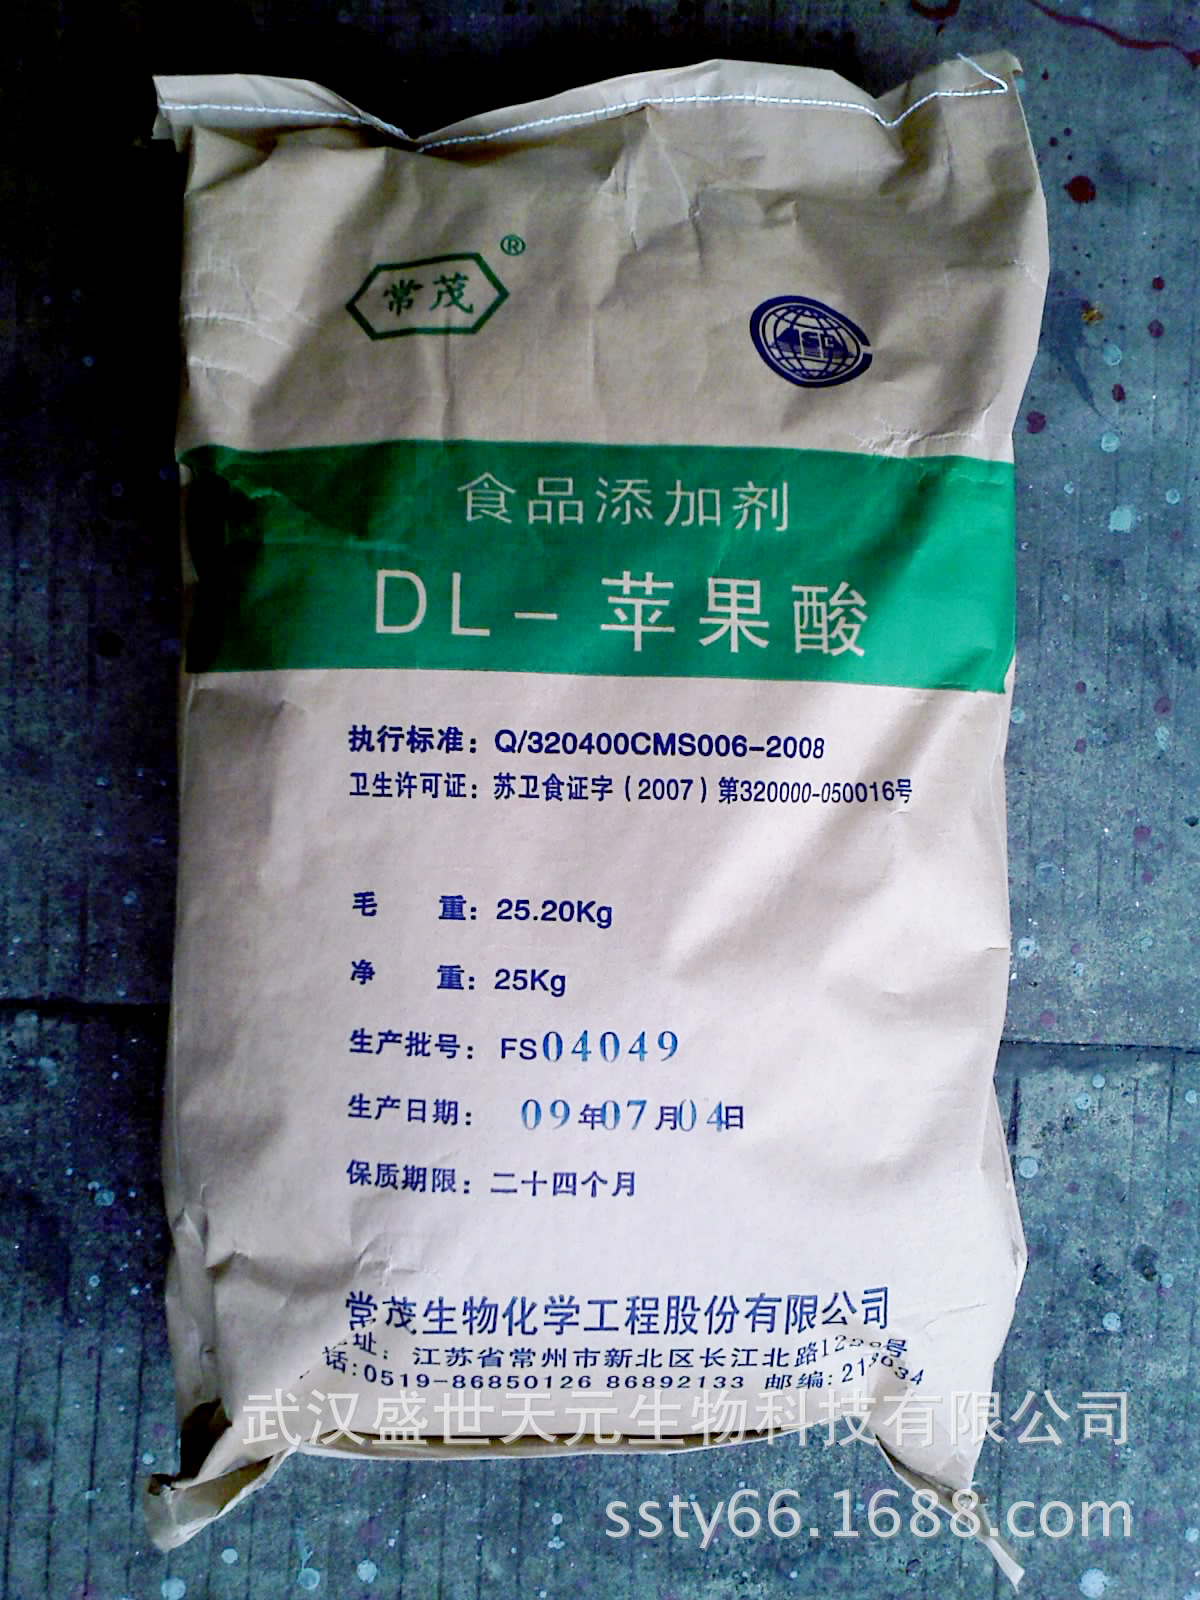 常茂®
食品添加剂
DL-苹果酸
执行标准：Q/320400CMS006-2008
卫生许可证：苏卫食证字（2007）第320000-050016号
毛 重：25.20Kg
净 重：25Kg
生产批号：FS04049
生产日期：09年07月04日
保质期限：二十四个月
常茂生物化学工程股份有限公司
址：江苏省常州市新北区长江北路号
话:0519-86850126 86892133 邮编:
武汉盛世天元生物科技有限公司
ssty66.1688.com